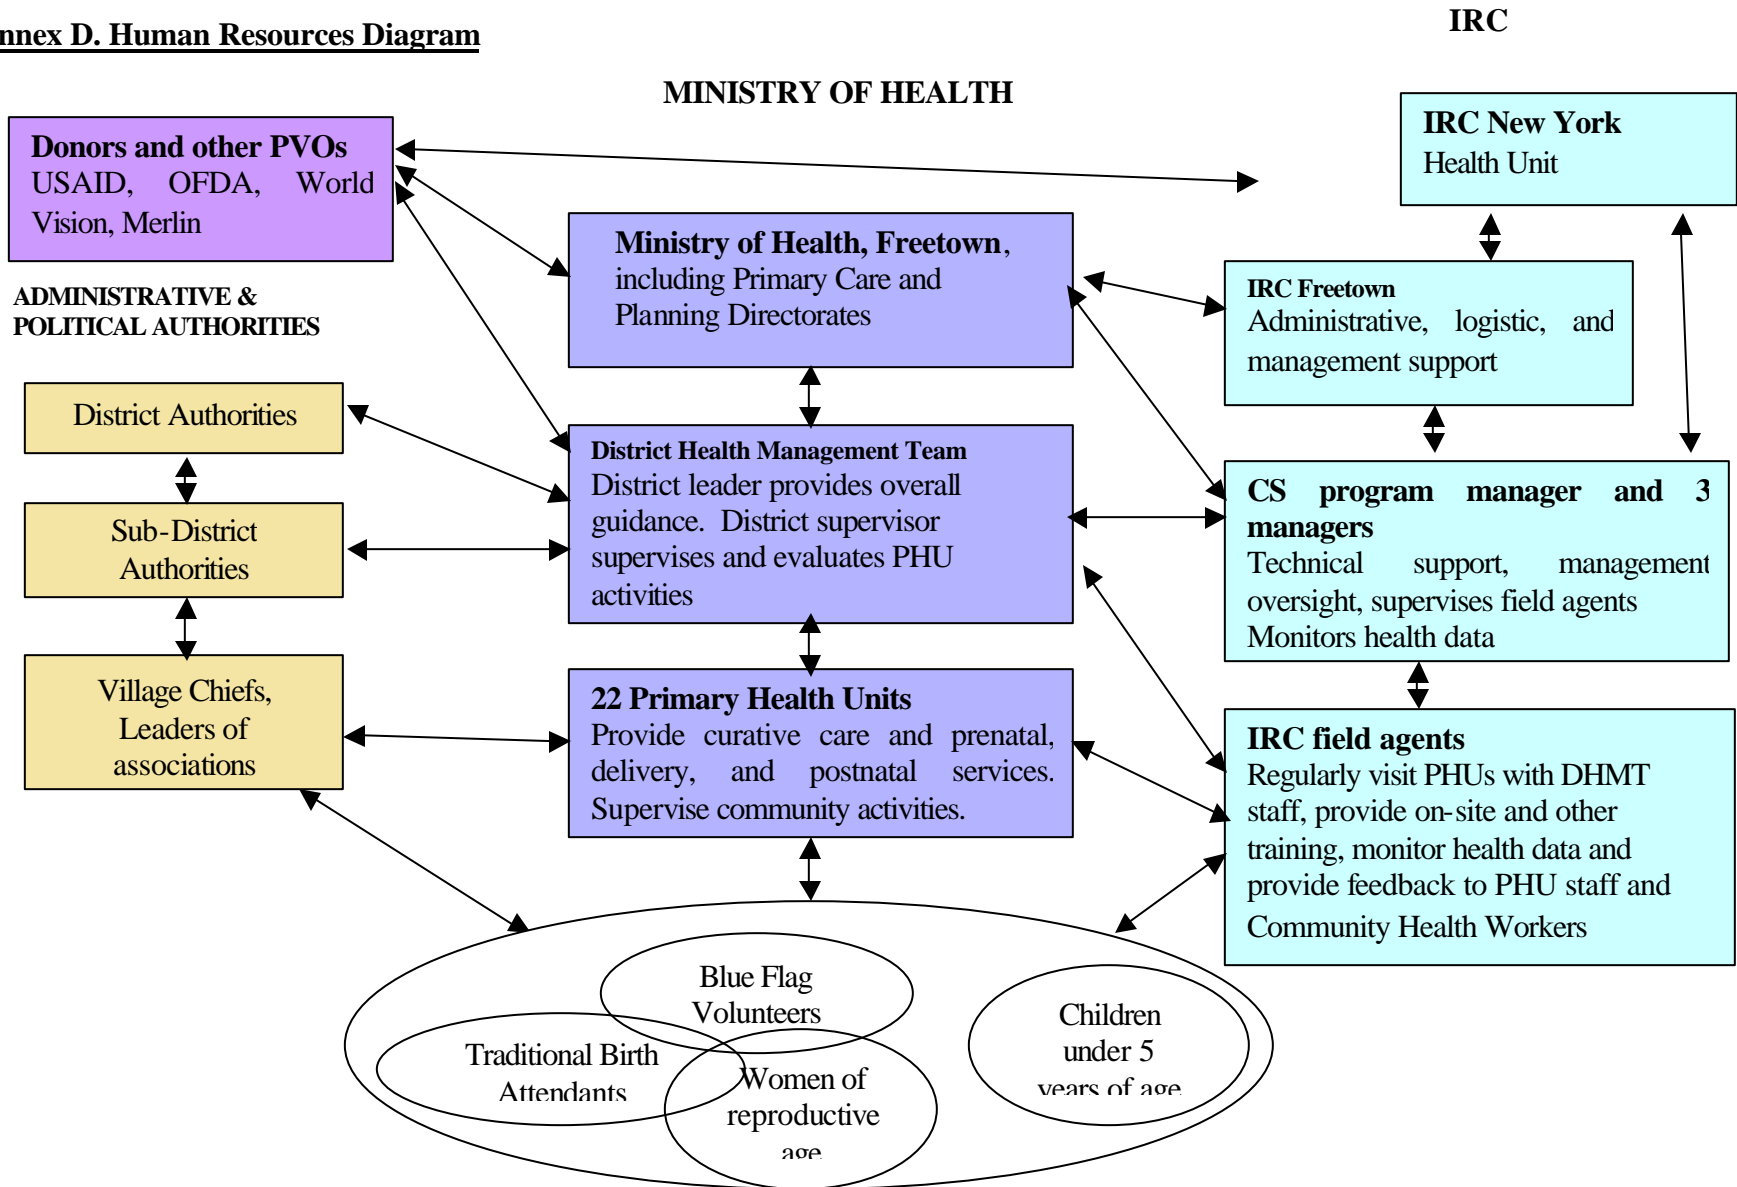 IRC
nnex D. Human Resources Diagram
MINISTRY OF HEALTH
Donors and other PVOs
USAID, OFDA, World
Vision, Merlin
IRC New York
Health Unit
Ministry of Health, Freetown,
including Primary Care and
Planning Directorates
IRC Freetown
Administrative, logistic, and
management support
ADMINISTRATIVE &
POLITICAL AUTHORITIES
District Authorities
District Health Management Team
District leader provides overall
guidance. District supervisor
supervises and evaluates PHU
activities
CS program manager and 3
managers
Technical support, management
oversight, supervises field agents
Monitors health data
Sub-District
Authorities
Village Chiefs,
Leaders of
associations
22 Primary Health Units
Provide curative care and prenatal,
delivery, and postnatal services.
Supervise community activities.
IRC field agents
Regularly visit PHUs with DHMT
staff, provide on-site and other
training, monitor health data and
provide feedback to PHU staff and
Community Health Workers
Blue Flag
Volunteers
Traditional Birth
Attendants
Women of
reproductive
age
Children
under 5
years of age